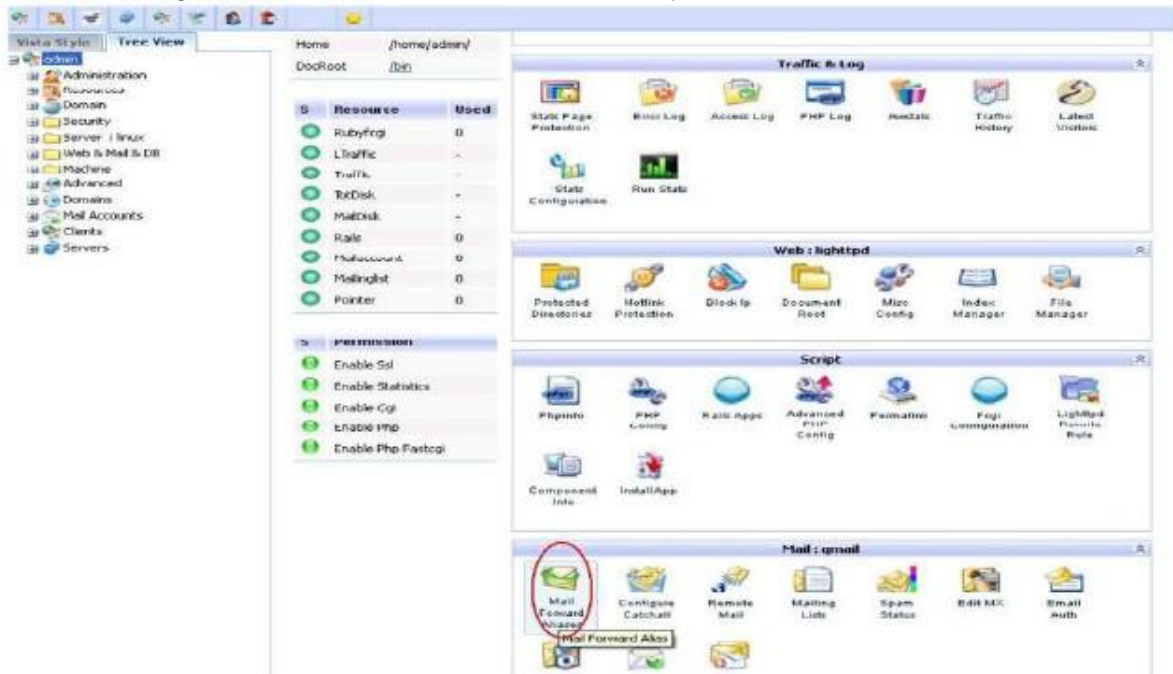 Vista Style Tree View
admin
Administration
Resources
Domain
Security
Server : linux
Web & Mail & DB
Machine
Advanced
Domains
Mail Accounts
Clients
Servers
Home /home/admin/
DocRoot /bin
S Resource Used
Rubyfcgi 0
LTraffic -
Traffic -
TotDisk -
MailDisk -
Rails 0
Mailaccount 0
Mailinglist 0
Pointer 0
S Permission
Enable Ssl
Enable Statistics
Enable Cgi
Enable Php
Enable Php Fastcgi
Traffic & Log
Stats Page Error Log Access Log PHP Log Awstats Traffic Latest
Protection History Visitors
Stats Run Stats
Configuration
Web : lighttpd
Protected Hotlink Block Ip Document Misc Index File
Directories Protection Root Config Manager Manager
Script
Phpinfo PHP Rails Apps Advanced Permalink Fcgi Lighttpd
Config PHP Configuration Rewrite
Config Rule
Component InstallApp
Info
Mail : qmail
Mail Configure Remote Mailing Spam Edit MX Email
Forward Catchall Mail Lists Status Auth
Aliases
Mail Forward Alias